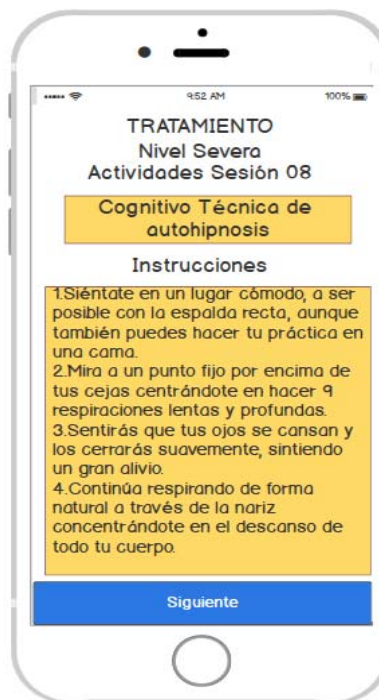 9:52 AM 100%
TRATAMIENTO
Nivel Severa
Actividades Sesión 08
Cognitivo Técnica de
autohipnosis
Instrucciones
1.Siéntate en un lugar cómodo, a ser
posible con la espalda recta, aunque
también puedes hacer tu práctica en
una cama.
2.Mira a un punto fijo por encima de
tus cejas centrándote en hacer 9
respiraciones lentas y profundas.
3.Sentirás que tus ojos se cansan y
los cerrarás suavemente, sintiendo
un gran alivio.
4.Continúa respirando de forma
natural a través de la nariz
concentrándote en el descanso de
todo tu cuerpo.
Siguiente